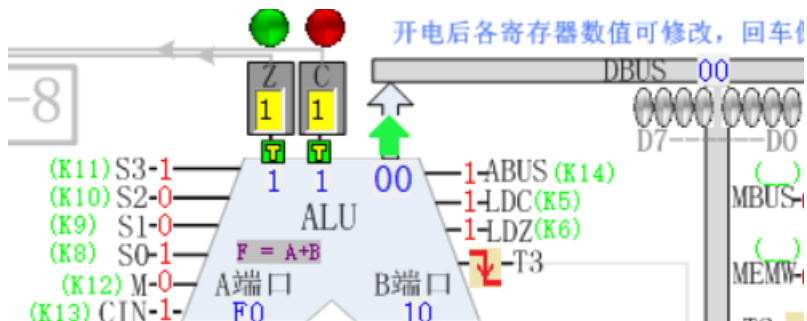 开电后各寄存器数值可修改，回车
DBUS 00
Z C
-8
1 1
D7 D0
1 1 00
(K11) S3-1
1-ABUS (K14)
(K10) S2-0
1-LDC(K5)
MBUS
(K9) S1-0
ALU
1-LDZ(K6)
(K8) S0-1
F = A+B
T3
(K12) M-0
A端口
B端口
MEMW
(K13) CIN-1
F0
10